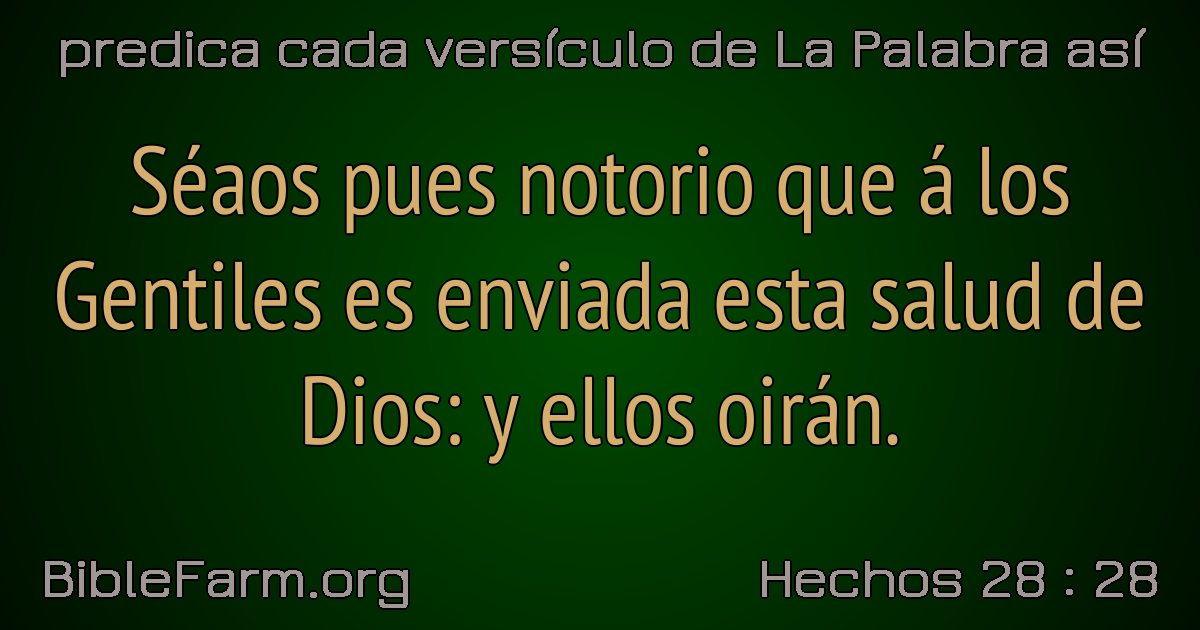 predica cada versículo de La Palabra así
Séaos pues notorio que á los
Gentiles es enviada esta salud de
Dios: y ellos oirán.
BibleFarm.org
Hechos 28 : 28